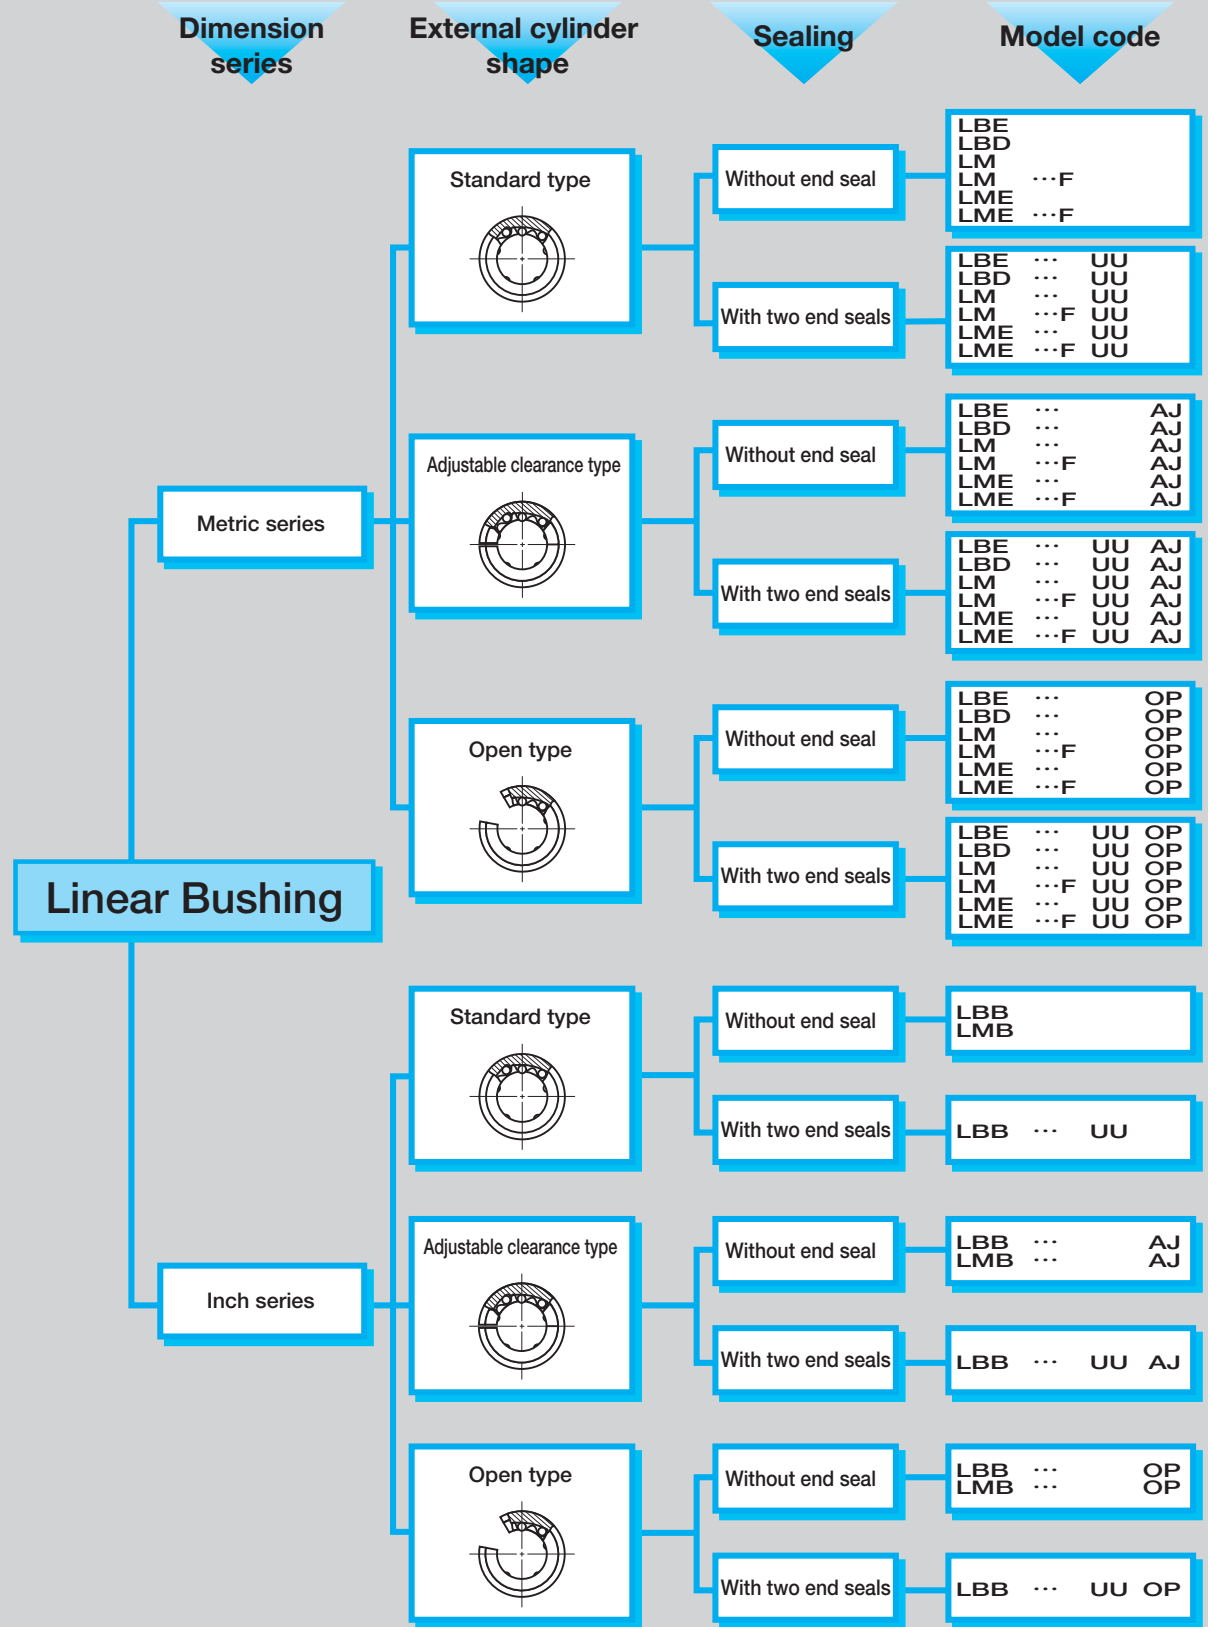 Dimension
series
External cylinder
shape
Sealing
Model code
Linear Bushing
Metric series
Standard type
Without end seal
LBE
LBD
LM
LM ···F
LME
LME ···F
With two end seals
LBE ··· UU
LBD ··· UU
LM ··· UU
LM ···F UU
LME ··· UU
LME ···F UU
Adjustable clearance type
Without end seal
LBE ··· AJ
LBD ··· AJ
LM ··· AJ
LM ···F AJ
LME ··· AJ
LME ···F AJ
With two end seals
LBE ··· UU AJ
LBD ··· UU AJ
LM ··· UU AJ
LM ···F UU AJ
LME ··· UU AJ
LME ···F UU AJ
Open type
Without end seal
LBE ··· OP
LBD ··· OP
LM ··· OP
LM ···F OP
LME ··· OP
LME ···F OP
With two end seals
LBE ··· UU OP
LBD ··· UU OP
LM ··· UU OP
LM ···F UU OP
LME ··· UU OP
LME ···F UU OP
Inch series
Standard type
Without end seal
LBB
LMB
With two end seals
LBB ··· UU
Adjustable clearance type
Without end seal
LBB ··· AJ
LMB ··· AJ
With two end seals
LBB ··· UU AJ
Open type
Without end seal
LBB ··· OP
LMB ··· OP
With two end seals
LBB ··· UU OP